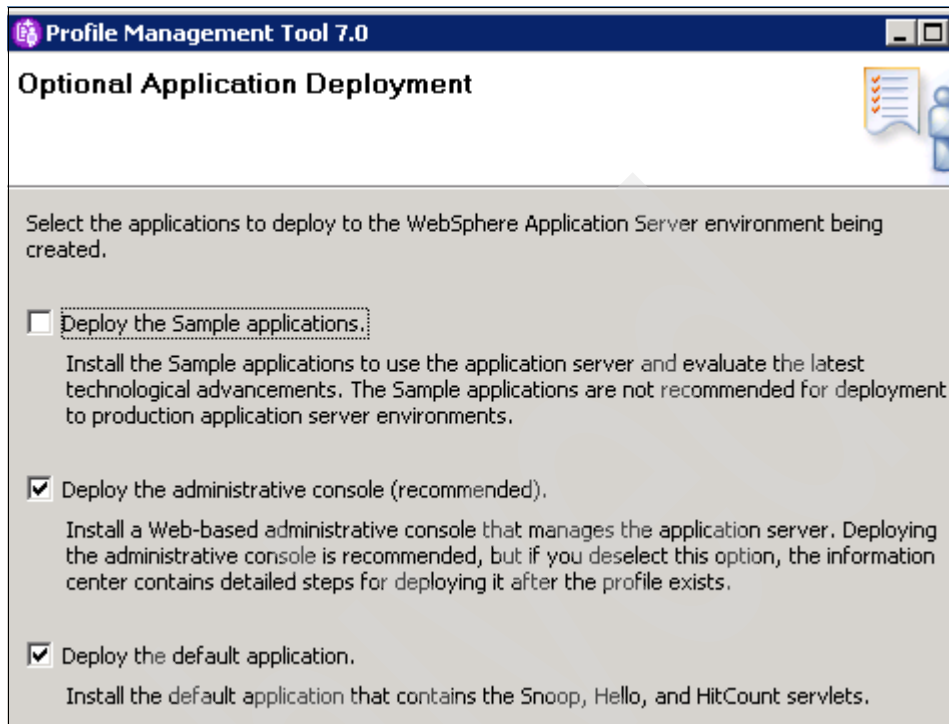 Profile Management Tool 7.0
Optional Application Deployment
Select the applications to deploy to the WebSphere Application Server environment being
created.
Deploy the Sample applications.
Install the Sample applications to use the application server and evaluate the latest
technological advancements. The Sample applications are not recommended for deployment
to production application server environments.
Deploy the administrative console (recommended).
Install a Web-based administrative console that manages the application server. Deploying
the administrative console is recommended, but if you deselect this option, the information
center contains detailed steps for deploying it after the profile exists.
Deploy the default application.
Install the default application that contains the Snoop, Hello, and HitCount servlets.